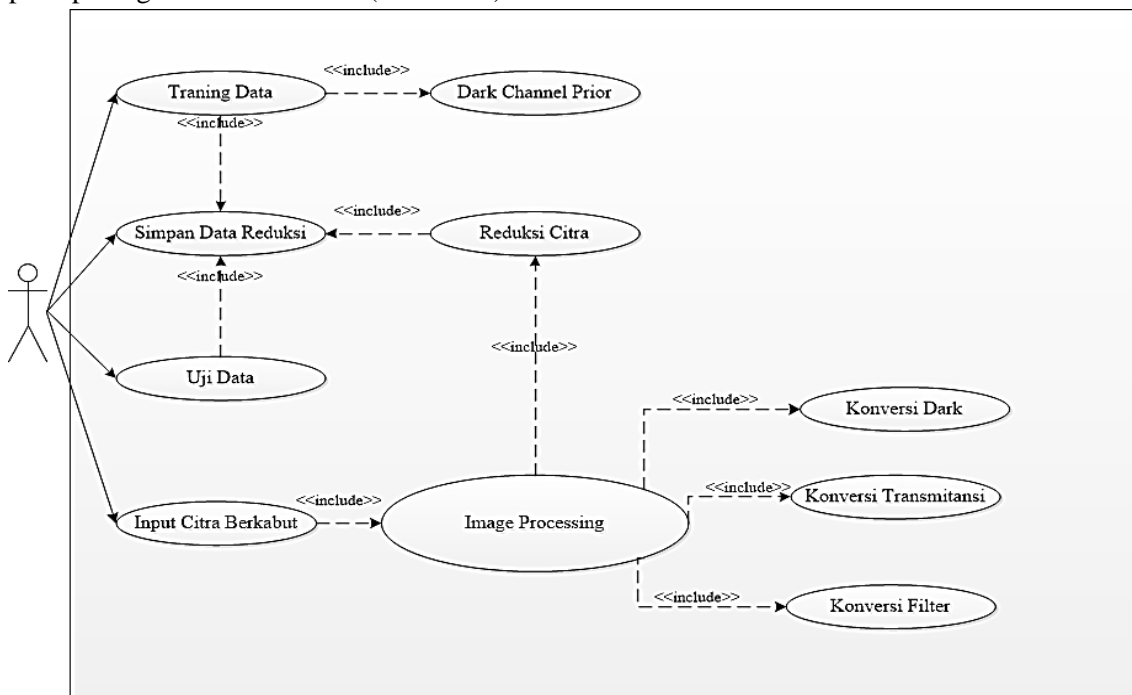 <<include>>
Traning Data
Dark Channel Prior
<<include>>
<<include>>
Simpan Data Reduksi
Reduksi Citra
<<include>>
<<include>>
Uji Data
<<include>>
Konversi Dark
<<include>>
Konversi Transmitansi
<<include>>
Input Citra Berkabut
Image Processing
<<include>>
Konversi Filter